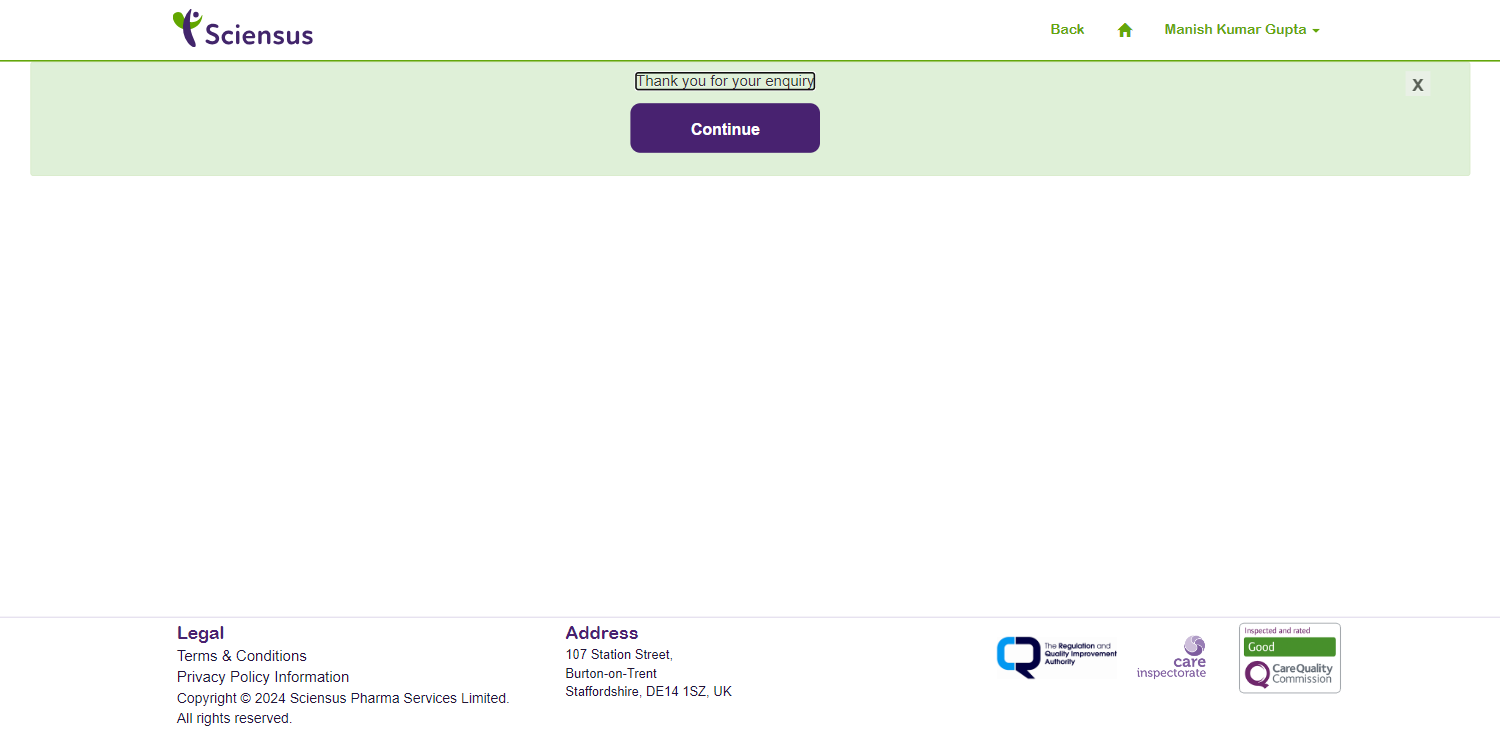 Sciensus
Back
Manish Kumar Gupta
Thank you for your enquiry
X
Continue
Legal
Terms & Conditions
Privacy Policy Information
Copyright © 2024 Sciensus Pharma Services Limited.
All rights reserved.
Address
107 Station Street,
Burton-on-Trent
Staffordshire, DE14 1SZ, UK
The Regulation and
Quality Improvement
Authority
care
inspectorate
Inspected and rated
Good
CareQuality
Commission